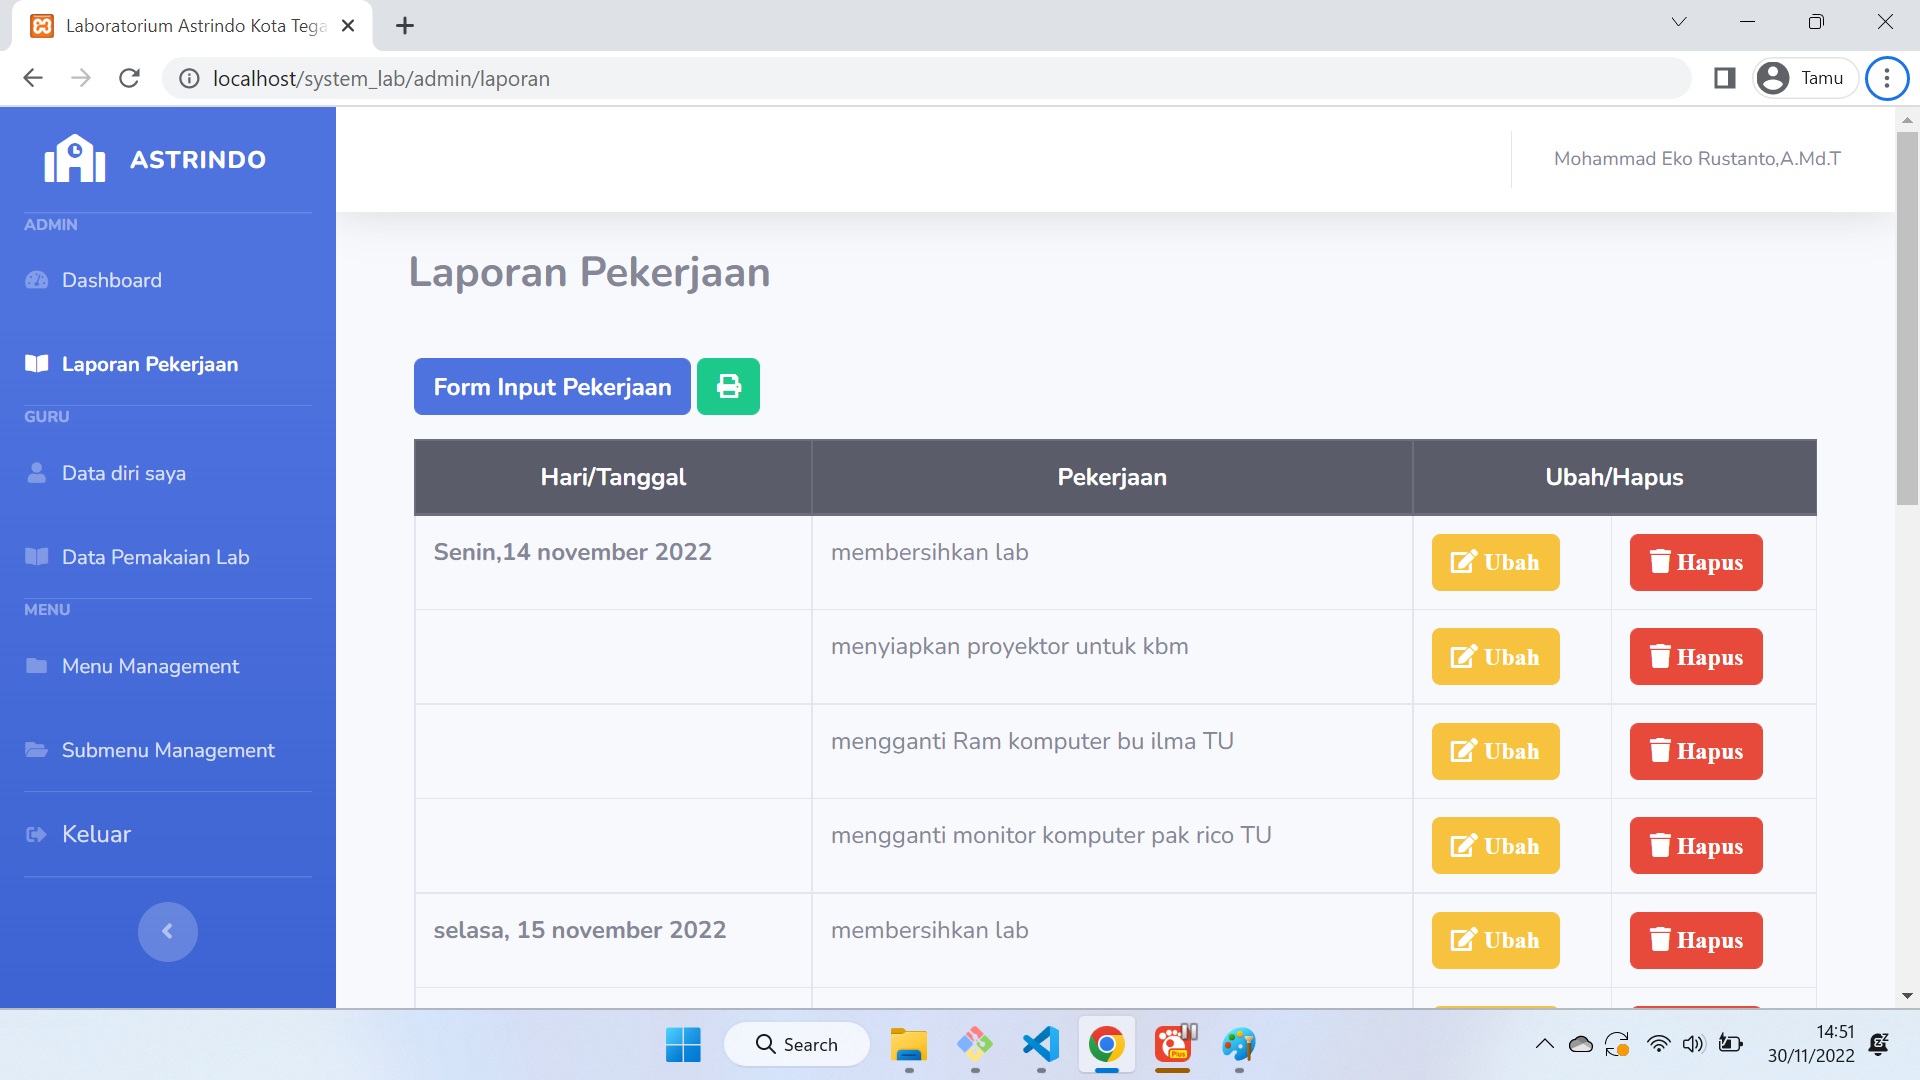 Laboratorium Astrindo Kota Tega
localhost/system_lab/admin/laporan
Tamu
ASTRINDO
Mohammad Eko Rustanto,A.Md.T
ADMIN
Dashboard
Laporan Pekerjaan
GURU
Data diri saya
Data Pemakaian Lab
MENU
Menu Management
Submenu Management
Keluar
Laporan Pekerjaan
Form Input Pekerjaan
Hari/Tanggal Pekerjaan Ubah/Hapus
Senin,14 november 2022 membersihkan lab Ubah Hapus
menyiapkan proyektor untuk kbm Ubah Hapus
mengganti Ram komputer bu ilma TU Ubah Hapus
mengganti monitor komputer pak rico TU Ubah Hapus
selasa, 15 november 2022 membersihkan lab Ubah Hapus
Search
Plus
14:51
30/11/2022